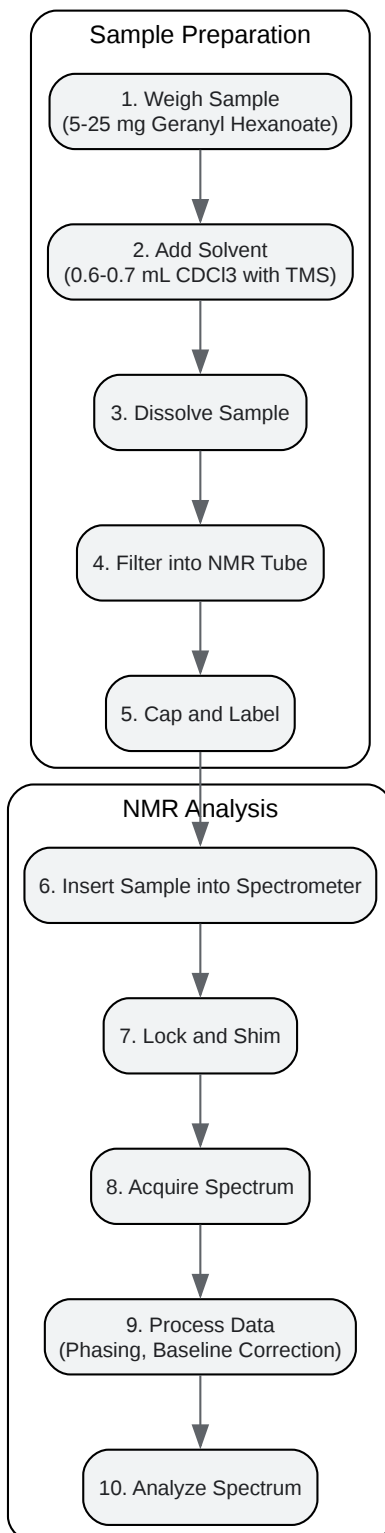 Sample Preparation
1. Weigh Sample
(5-25 mg Geranyl Hexanoate)
2. Add Solvent
(0.6-0.7 mL CDCl3 with TMS)
3. Dissolve Sample
4. Filter into NMR Tube
5. Cap and Label
NMR Analysis
6. Insert Sample into Spectrometer
7. Lock and Shim
8. Acquire Spectrum
9. Process Data
(Phasing, Baseline Correction)
10. Analyze Spectrum